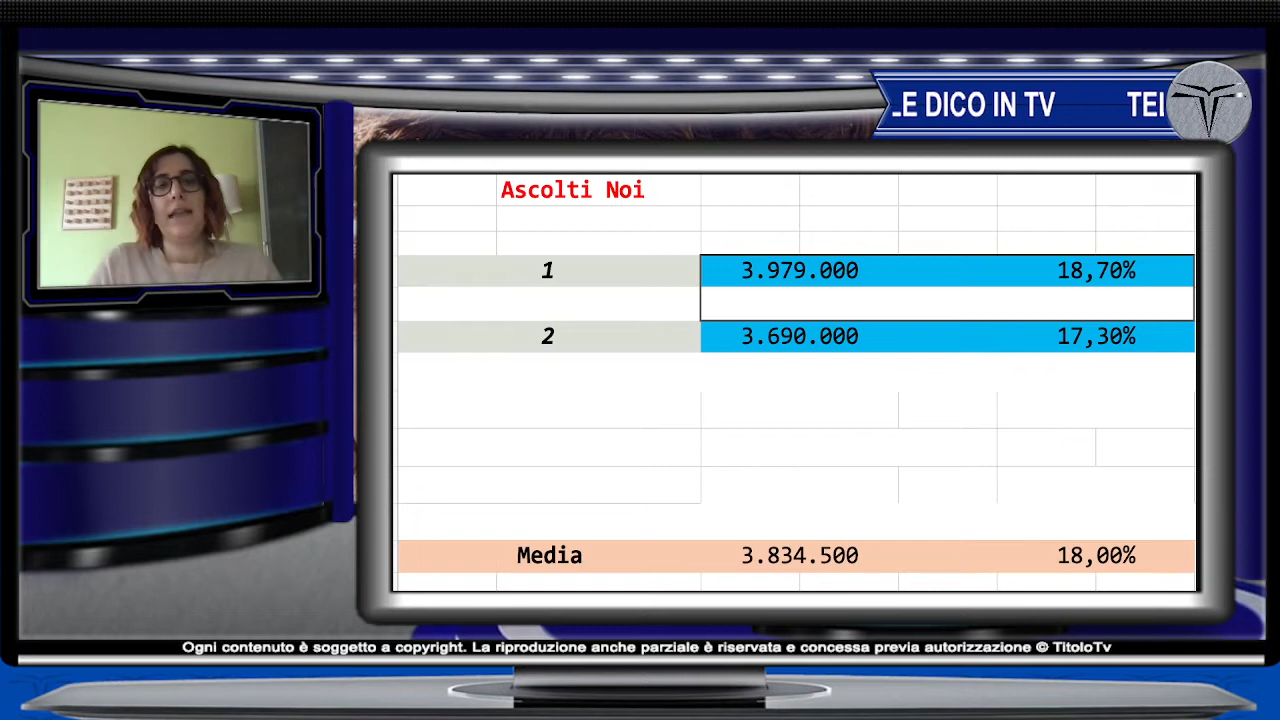 LE DICO IN TV TEL
Ascolti Noi
1 3.979.000 18,70%
2 3.690.000 17,30%
Media 3.834.500 18,00%
Ogni contenuto è soggetto a copyright. La riproduzione anche parziale è riservata e concessa previa autorizzazione © TitoloTv